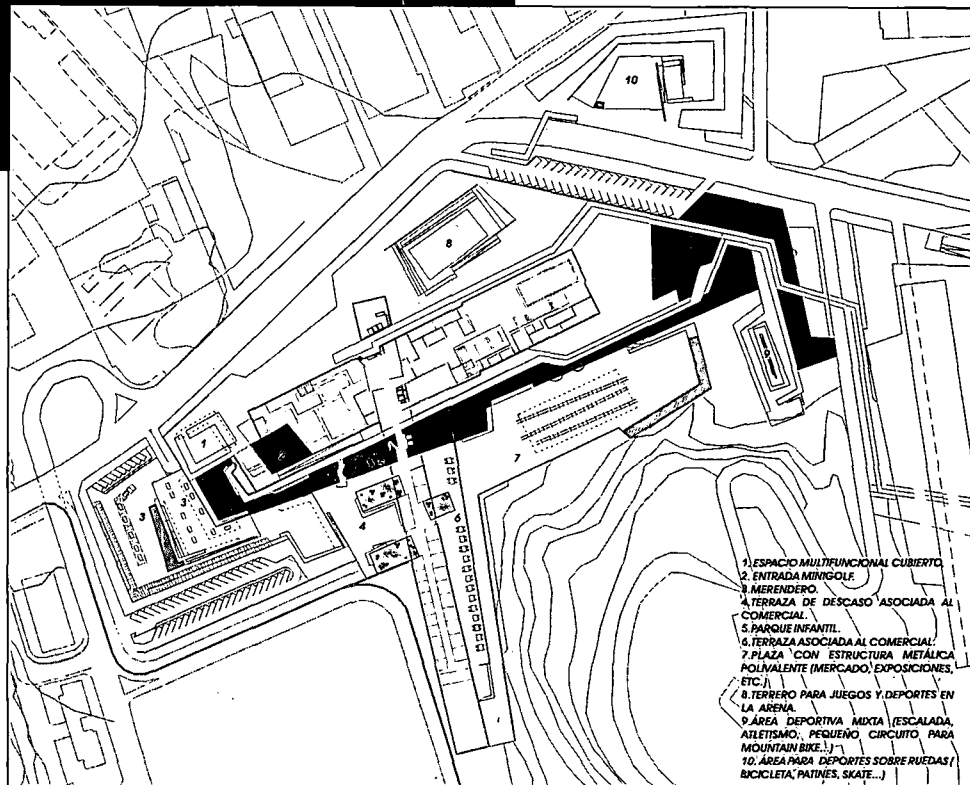 10
8
1
2
3
3
4
6
7
9
1. ESPACIO MULTIFUNCIONAL CUBIERTO.
2. ENTRADA MINIGOLF.
3. MERENDERO.
4. TERRAZA DE DESCASO ASOCIADA AL
COMERCIAL.
5. PARQUE INFANTIL.
6. TERRAZA ASOCIADA AL COMERCIAL.
7. PLAZA CON ESTRUCTURA METÁLICA
POLIVALENTE (MERCADO, EXPOSICIONES,
ETC.)
8. TERRERO PARA JUEGOS Y DEPORTES EN
LA ARENA.
9. ÁREA DEPORTIVA MIXTA (ESCALADA,
ATLETISMO, PEQUEÑO CIRCUITO PARA
MOUNTAIN BIKE...)
10. ÁREA PARA DEPORTES SOBRE RUEDAS (
BICICLETA, PATINES, SKATE...)